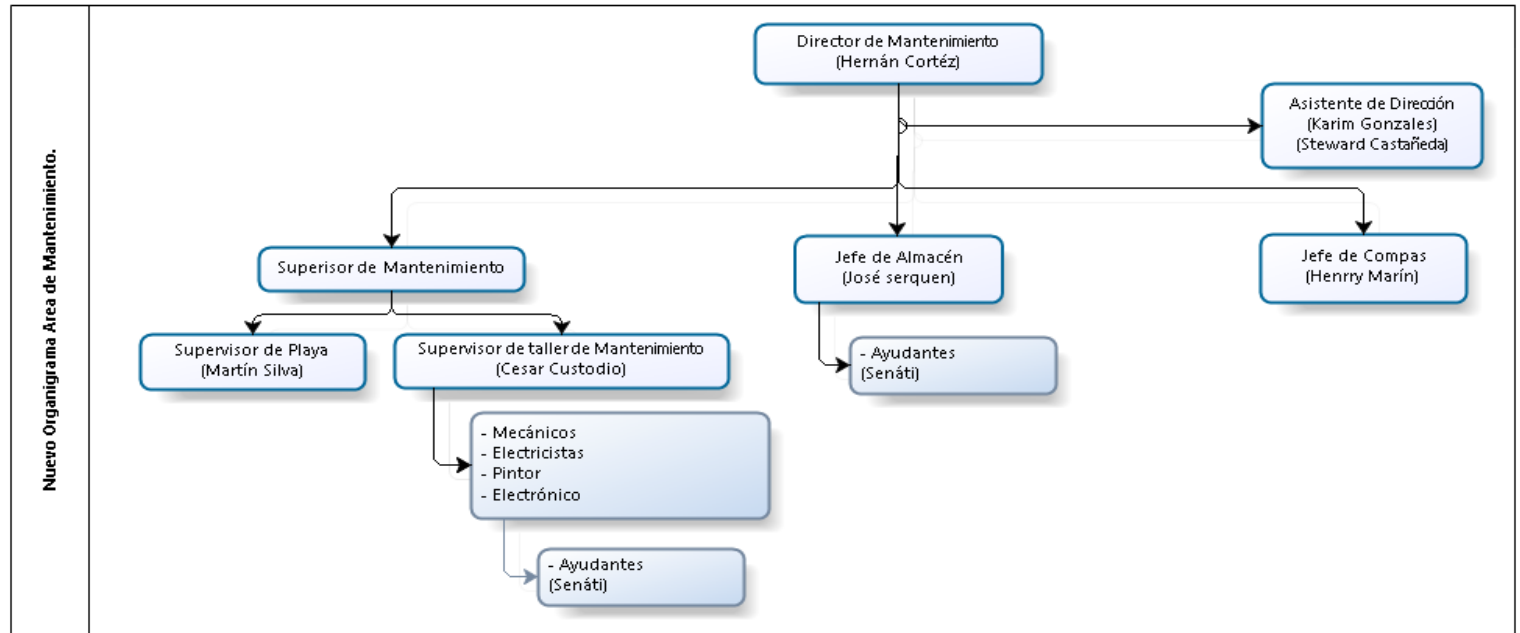 Nuevo Organigrama Area de Mantenimiento.
Director de Mantenimiento
(Hernán Cortéz)
Asistente de Dirección
(Karim Gonzales)
(Steward Castañeda)
Superisor de Mantenimiento
Jefe de Almacén
(José serquen)
Jefe de Compas
(Henrry Marín)
Supervisor de Playa
(Martín Silva)
Supervisor de taller de Mantenimiento
(Cesar Custodio)
- Ayudantes
(Senáti)
- Mecánicos
- Electricistas
- Pintor
- Electrónico
- Ayudantes
(Senáti)